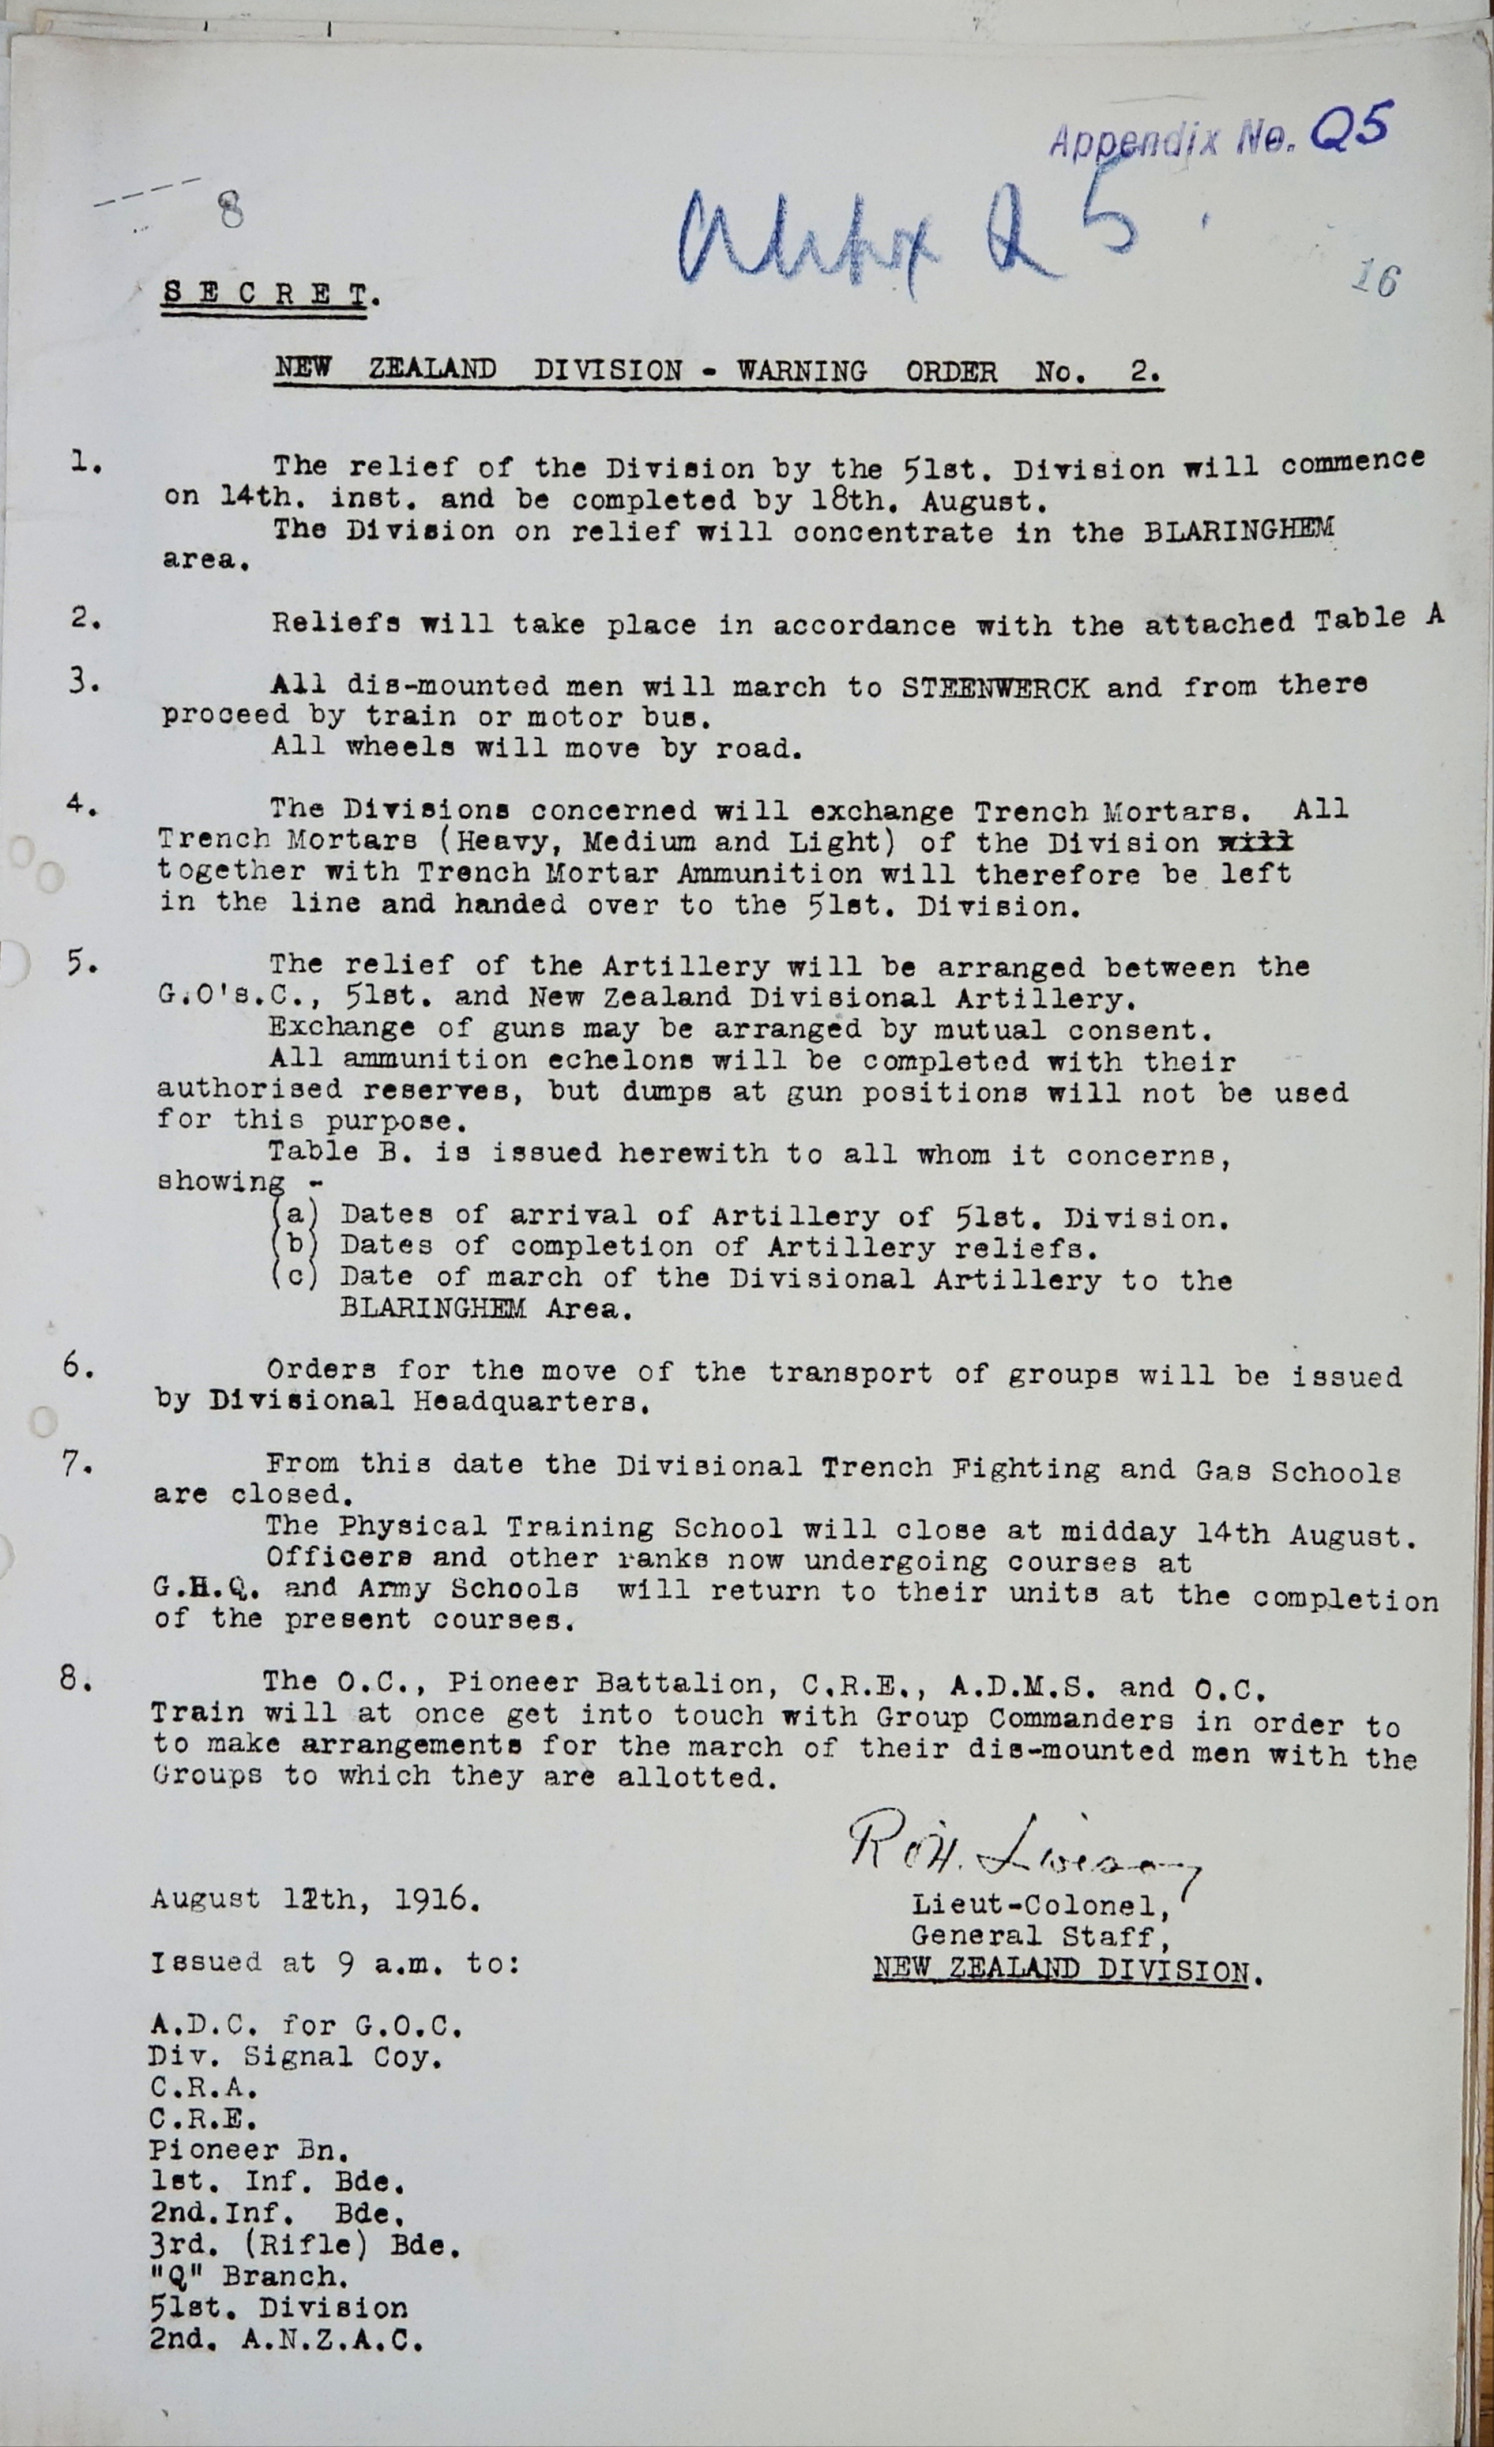 Appendix No. Q5
8
Q 5.
16
S E C R E T.
NEW ZEALAND DIVISION - WARNING ORDER No. 2.
1. The relief of the Division by the 51st. Division will commence
on 14th. inst. and be completed by 18th. August.
The Division on relief will concentrate in the BLARINGHEM
area.
2. Reliefs will take place in accordance with the attached Table A
3. All dis-mounted men will march to STEENWERCK and from there
proceed by train or motor bus.
All wheels will move by road.
4. The Divisions concerned will exchange Trench Mortars. All
Trench Mortars (Heavy, Medium and Light) of the Division will
together with Trench Mortar Ammunition will therefore be left
in the line and handed over to the 51st. Division.
5. The relief of the Artillery will be arranged between the
G.O's.C., 51st. and New Zealand Divisional Artillery.
Exchange of guns may be arranged by mutual consent.
All ammunition echelons will be completed with their
authorised reserves, but dumps at gun positions will not be used
for this purpose.
Table B. is issued herewith to all whom it concerns,
showing -
(a) Dates of arrival of Artillery of 51st. Division.
(b) Dates of completion of Artillery reliefs.
(c) Date of march of the Divisional Artillery to the
BLARINGHEM Area.
6. Orders for the move of the transport of groups will be issued
by Divisional Headquarters.
7. From this date the Divisional Trench Fighting and Gas Schools
are closed.
The Physical Training School will close at midday 14th August.
Officers and other ranks now undergoing courses at
G.H.Q. and Army Schools will return to their units at the completion
of the present courses.
8. The O.C., Pioneer Battalion, C.R.E., A.D.M.S. and O.C.
Train will at once get into touch with Group Commanders in order to
to make arrangements for the march of their dis-mounted men with the
Groups to which they are allotted.
August 12th, 1916.
Lieut-Colonel,
General Staff,
NEW ZEALAND DIVISION.
Issued at 9 a.m. to:
A.D.C. for G.O.C.
Div. Signal Coy.
C.R.A.
C.R.E.
Pioneer Bn.
1st. Inf. Bde.
2nd.Inf. Bde.
3rd. (Rifle) Bde.
"Q" Branch.
51st. Division
2nd. A.N.Z.A.C.